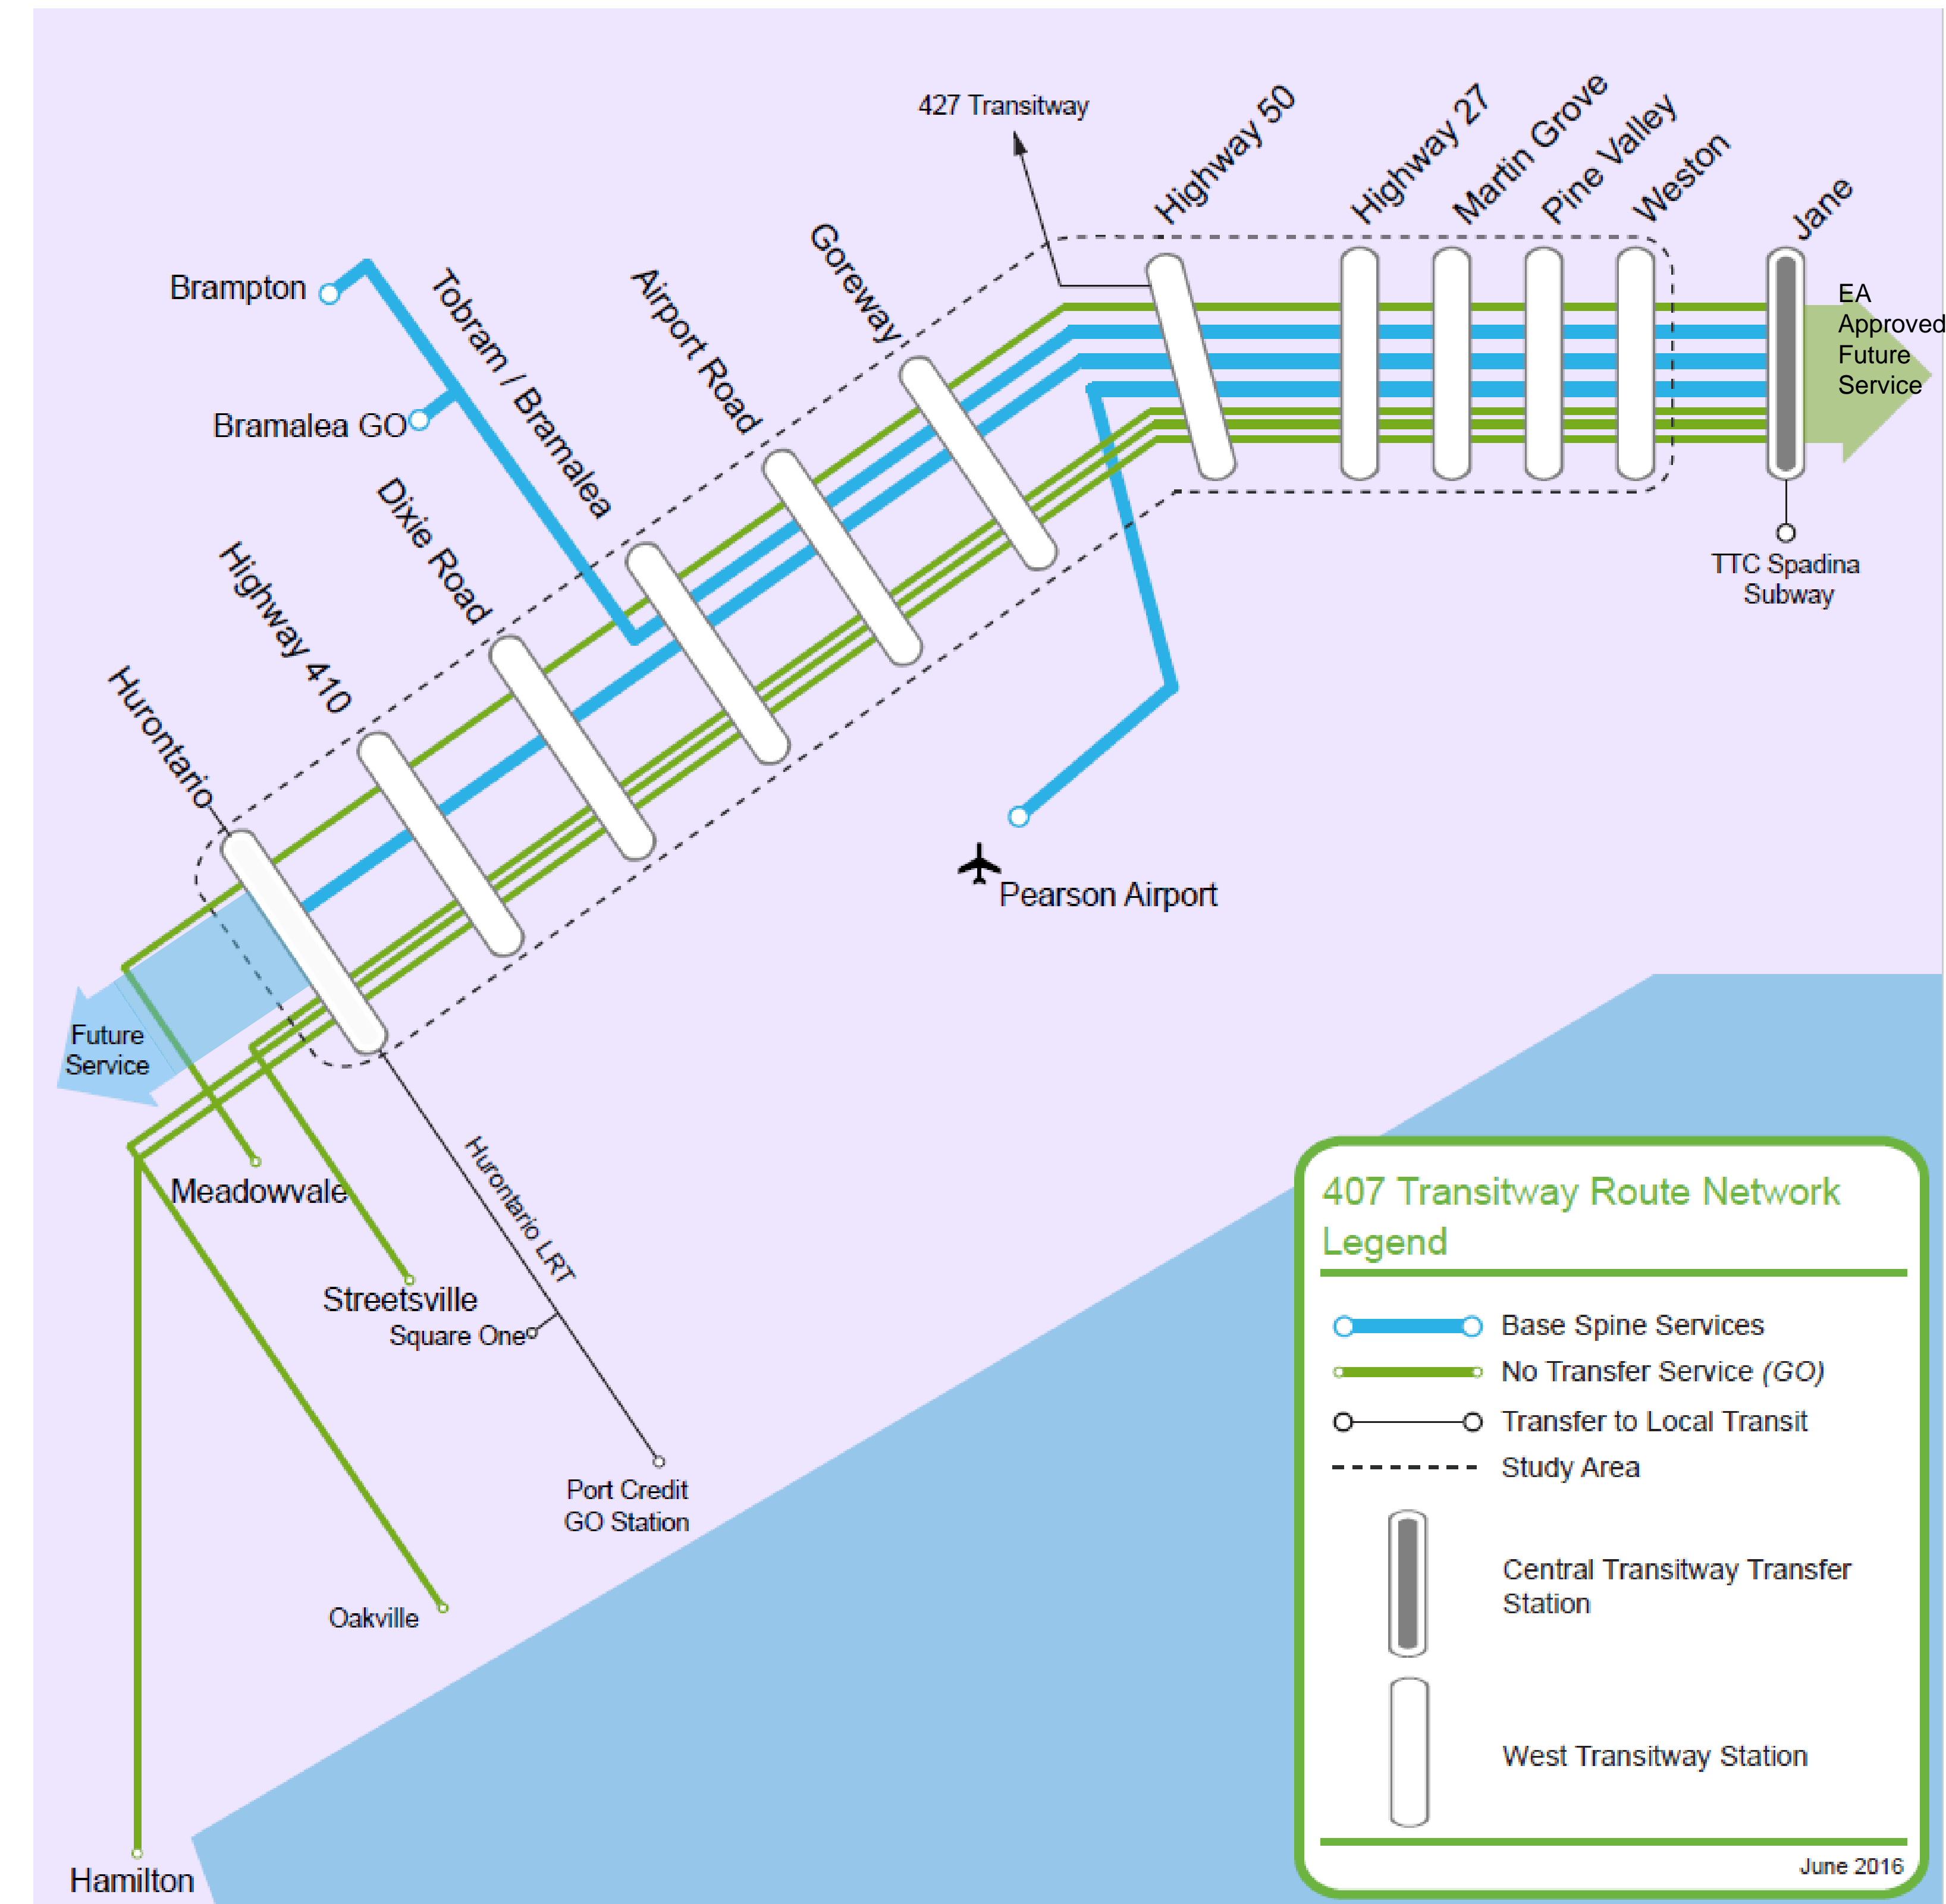 427 Transitway
Highway 50
Highway 27
Martin Grove
Pine Valley
Weston
Jane
EA
Approved
Future
Service
Goreway
Airport Road
Tobram / Bramalea
Brampton
Bramalea GO
Dixie Road
Highway 410
Hurontario
TTC Spadina
Subway
Pearson Airport
Future
Service
Meadowvale
Streetsville
Square One
Hurontario LRT
Port Credit
GO Station
Oakville
Hamilton
407 Transitway Route Network
Legend
Base Spine Services
No Transfer Service (GO)
Transfer to Local Transit
Study Area
Central Transitway Transfer
Station
West Transitway Station
June 2016